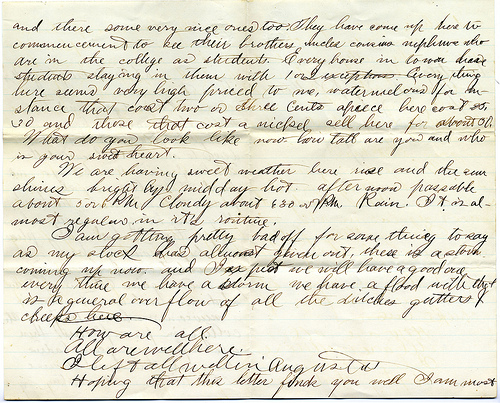 and there some very nice ones too. They have come up here to
commencement to see their brothers, uncles cousins nephews who
are in the college as students. Every house in town have
students staying in them with 1 or 2 exceptions. Every thing
here seems very high priced to me, watermelons for in-
stance that cost two or three cents apiece here cost 25,
30 and those that cost a nickel sell here for about 50.
What do you look like now how tall are you and who
is your sweet heart.
We are having sweet weather here now and the sun
shines bright by midday hot. afternoon passable
about 3 or 4 P.M. Cloudy about 6 30 or 7 P.M. Rain. It is al-
most regular in its routine.
I am getting pretty bad off for some thing to say
as my stock has almost given out, there is a storm
coming up now. and I expect we will have a good one
every time we have a storm we have a flood with that
is a general overflow of all the ditches gutters &
creeks here.
How are all.
All are well here.
I left all well in Augusta
Hoping that this letter finds you well I am most